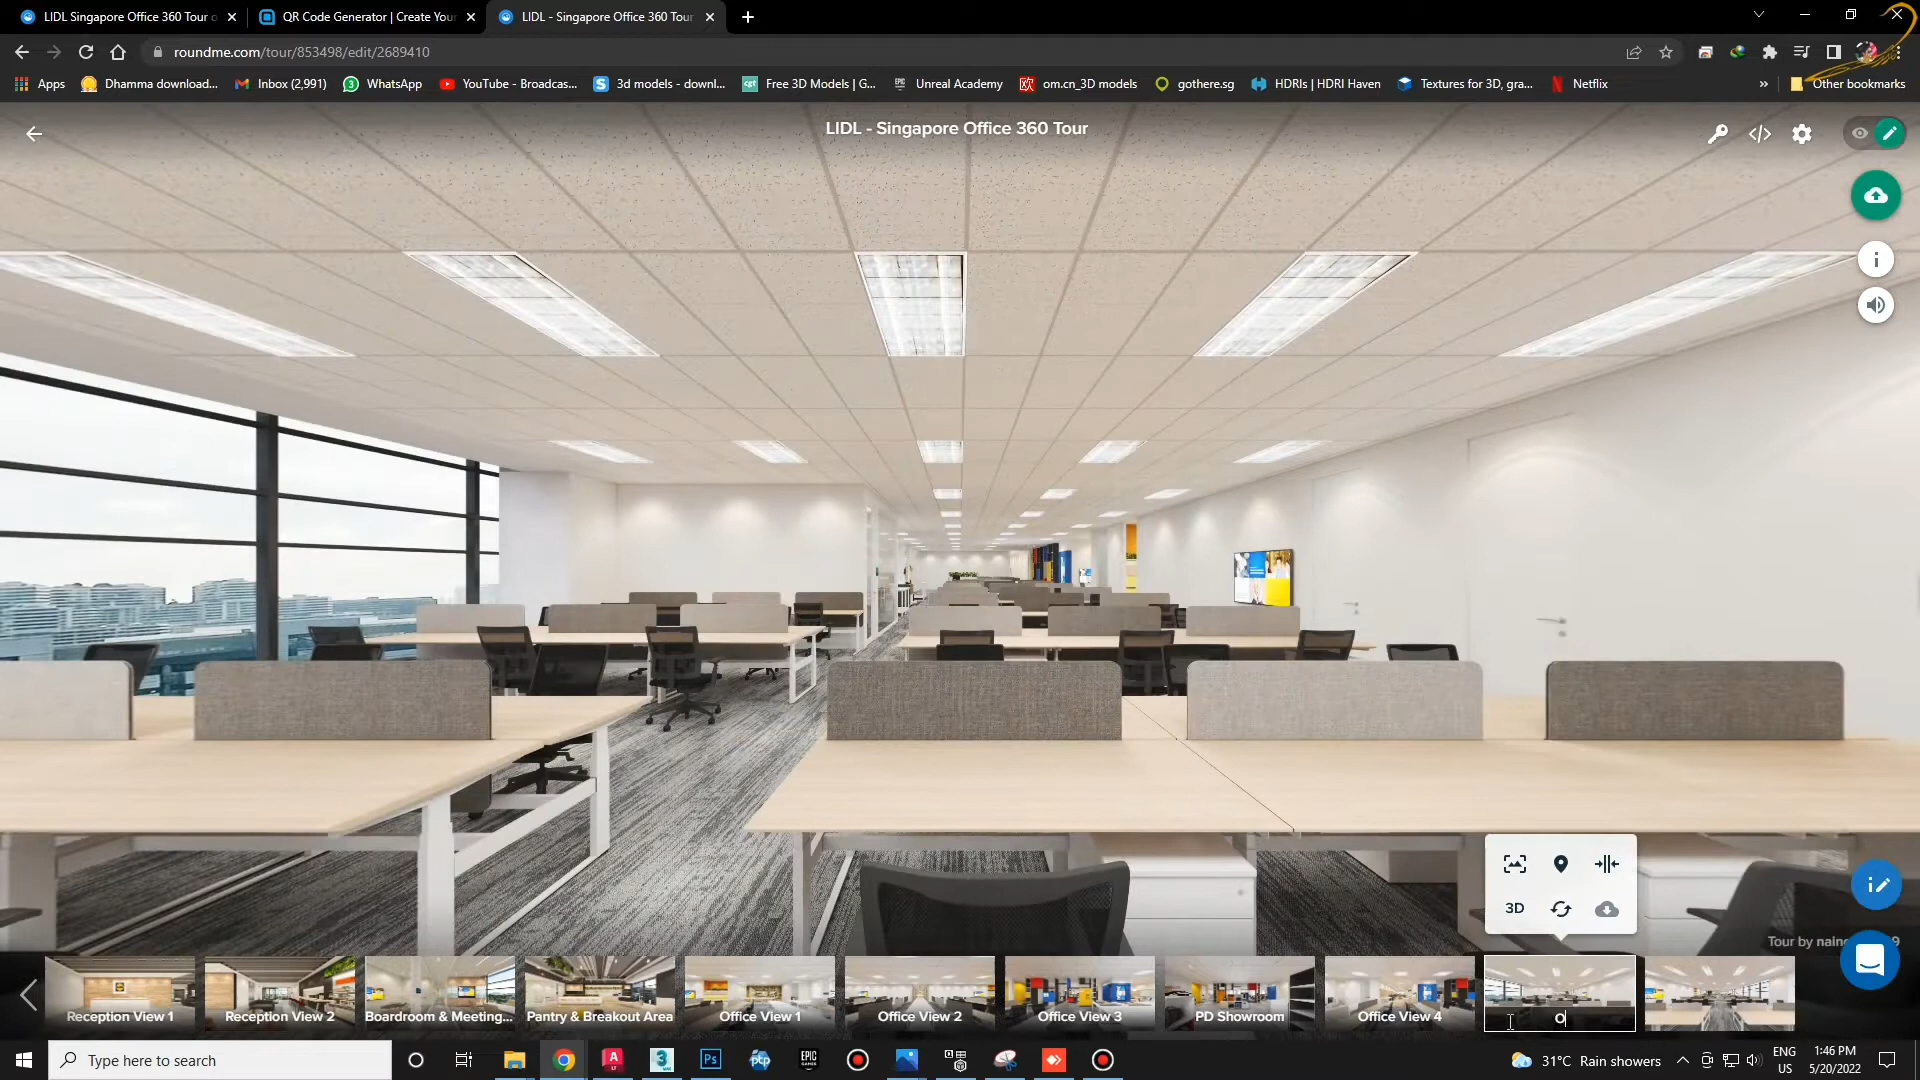 LIDL Singapore Office 360 Tour o
QR Code Generator | Create Your
LIDL - Singapore Office 360 Tour
roundme.com/tour/853498/edit/2689410
Apps
Dhamma download...
Inbox (2,991)
WhatsApp
YouTube - Broadcas...
3d models - downl...
Free 3D Models | G...
Unreal Academy
om.cn_3D models
gothere.sg
HDRIs | HDRI Haven
Textures for 3D, gra...
Netflix
»
Other bookmarks
LIDL - Singapore Office 360 Tour
3D
Tour by nain
9
Reception View 1
Reception View 2
Boardroom & Meeting...
Pantry & Breakout Area
Office View 1
Office View 2
Office View 3
PD Showroom
Office View 4
O
Type here to search
31°C Rain showers
ENG
US
1:46 PM
5/20/2022